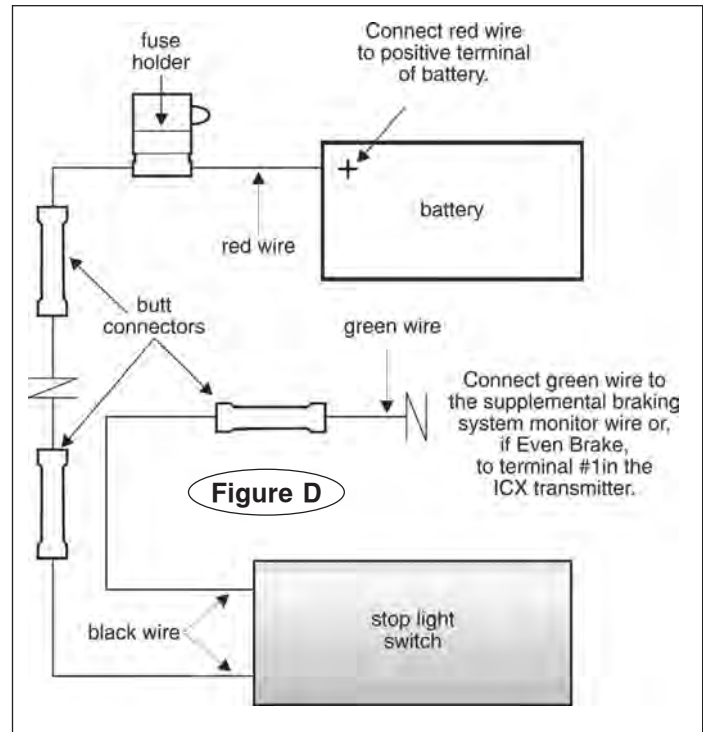 fuse
holder
Connect red wire
to positive terminal
of battery.
+
battery
red wire
butt
connectors
green wire
Connect green wire to
the supplemental braking
system monitor wire or,
if Even Brake,
to terminal #1in the
ICX transmitter.
Figure D
black wire
stop light
switch